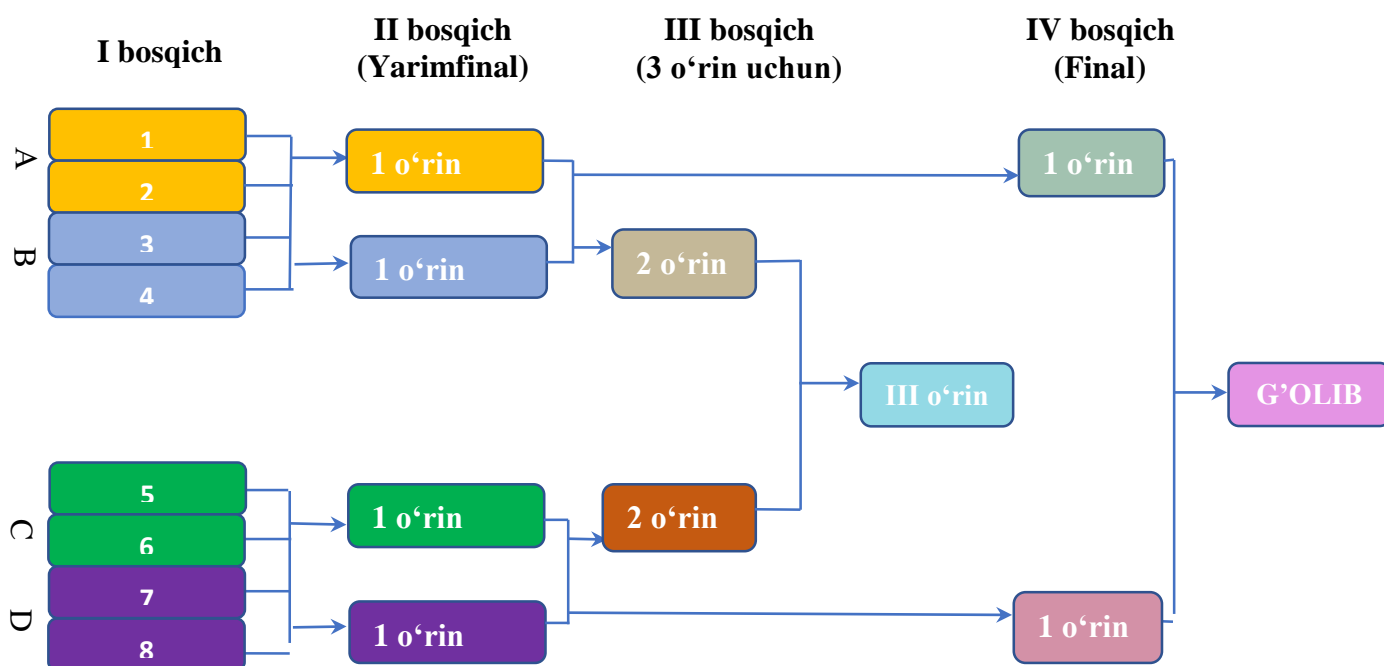 I bosqich
II bosqich
(Yarimfinal)
III bosqich
(3 o‘rin uchun)
IV bosqich
(Final)
A
1
2
B
3
4
1 o‘rin
1 o‘rin
2 o‘rin
1 o‘rin
III o‘rin
G’OLIB
C
5
6
D
7
8
1 o‘rin
1 o‘rin
2 o‘rin
1 o‘rin